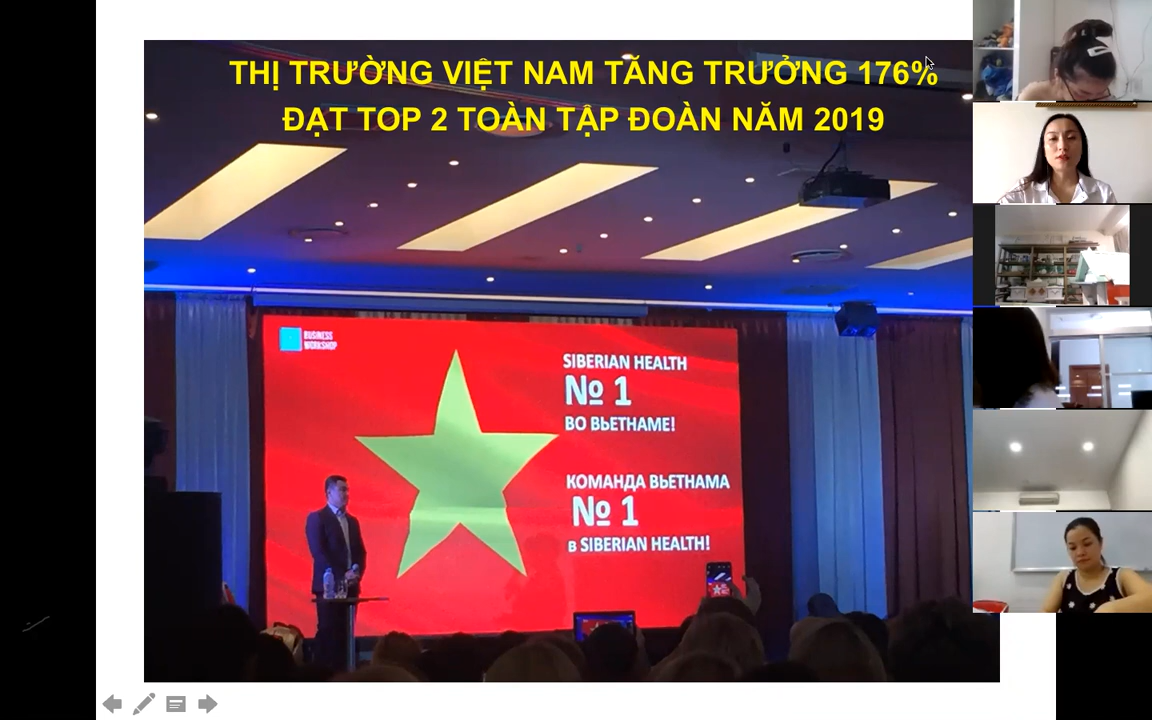 THỊ TRƯỜNG VIỆT NAM TĂNG TRƯỞNG 176%
ĐẠT TOP 2 TOÀN TẬP ĐOÀN NĂM 2019
BUSINESS
WORKSHOP
SIBERIAN HEALTH
№ 1
ВО ВЬЕТНАМЕ!
КОМАНДА ВЬЕТНАМА
№ 1
в SIBERIAN HEALTH!